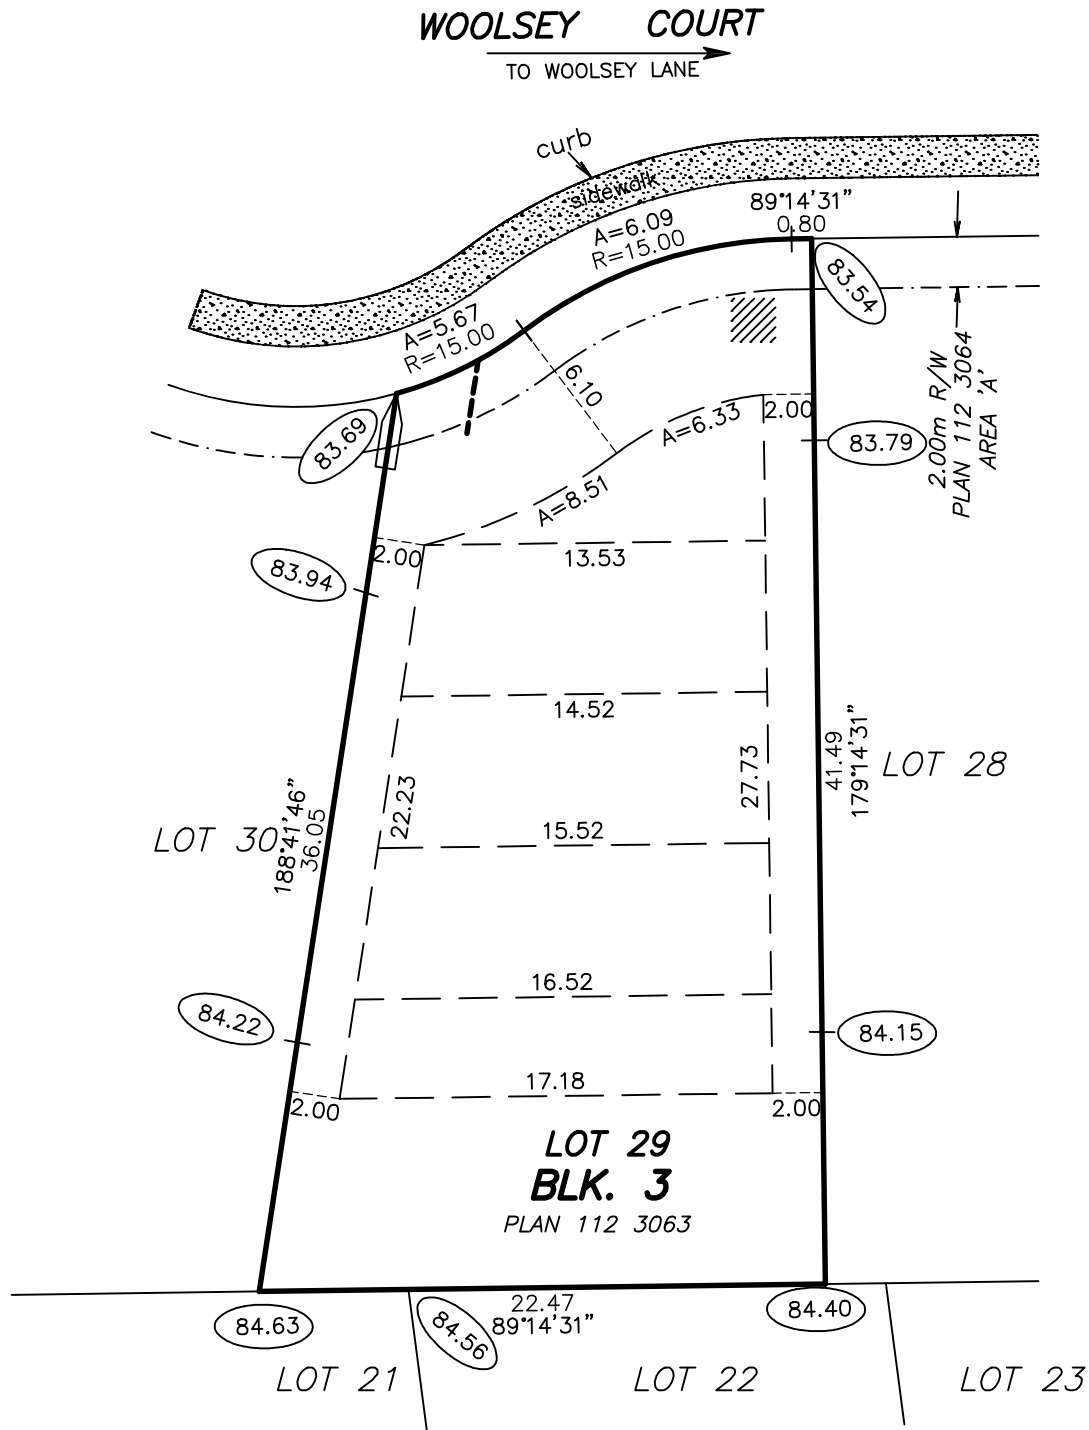 WOOLSEY COURT
TO WOOLSEY LANE
curb
sidewalk
A=6.09
R=15.00
89°14'31"
0.80
83.54
A=5.67
R=15.00
83.69
6.10
A=6.33
2.00
83.79
2.00m R/W
PLAN 112 3064
AREA 'A'
A=8.51
2.00
13.53
83.94
14.52
22.23
27.73
41.49
179°14'31"
LOT 28
LOT 30
188°41'46"
36.05
15.52
16.52
84.22
84.15
17.18
2.00
2.00
LOT 29
BLK. 3
PLAN 112 3063
22.47
89°14'31"
84.63
84.56
84.40
LOT 21
LOT 22
LOT 23